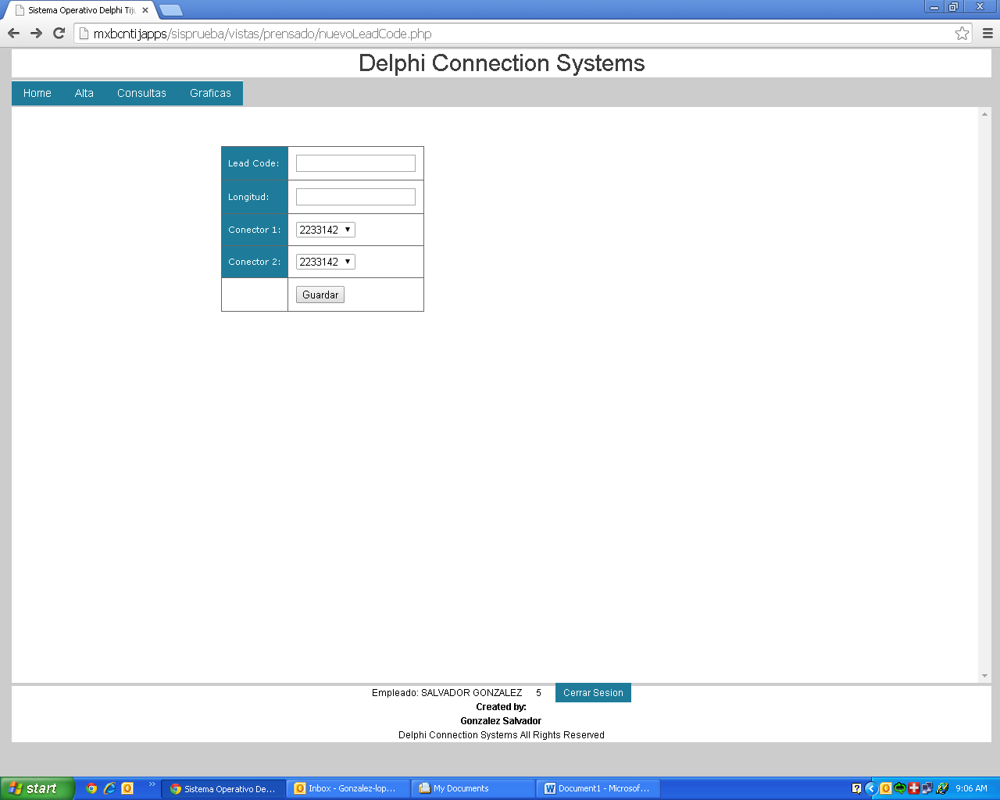 Sistema Operativo Delphi Tiju
mxbcntijapps/sisprueba/vistas/prensado/nuevoLeadCode.php
Delphi Connection Systems
Home Alta Consultas Graficas
Lead Code:
Longitud:
Conector 1: 2233142
Conector 2: 2233142
Guardar
Empleado: SALVADOR GONZALEZ 5 Cerrar Sesion
Created by:
Gonzalez Salvador
Delphi Connection Systems All Rights Reserved
start Sistema Operativo De... Inbox - Gonzalez-lop... My Documents Document1 - Microsof... 9:06 AM